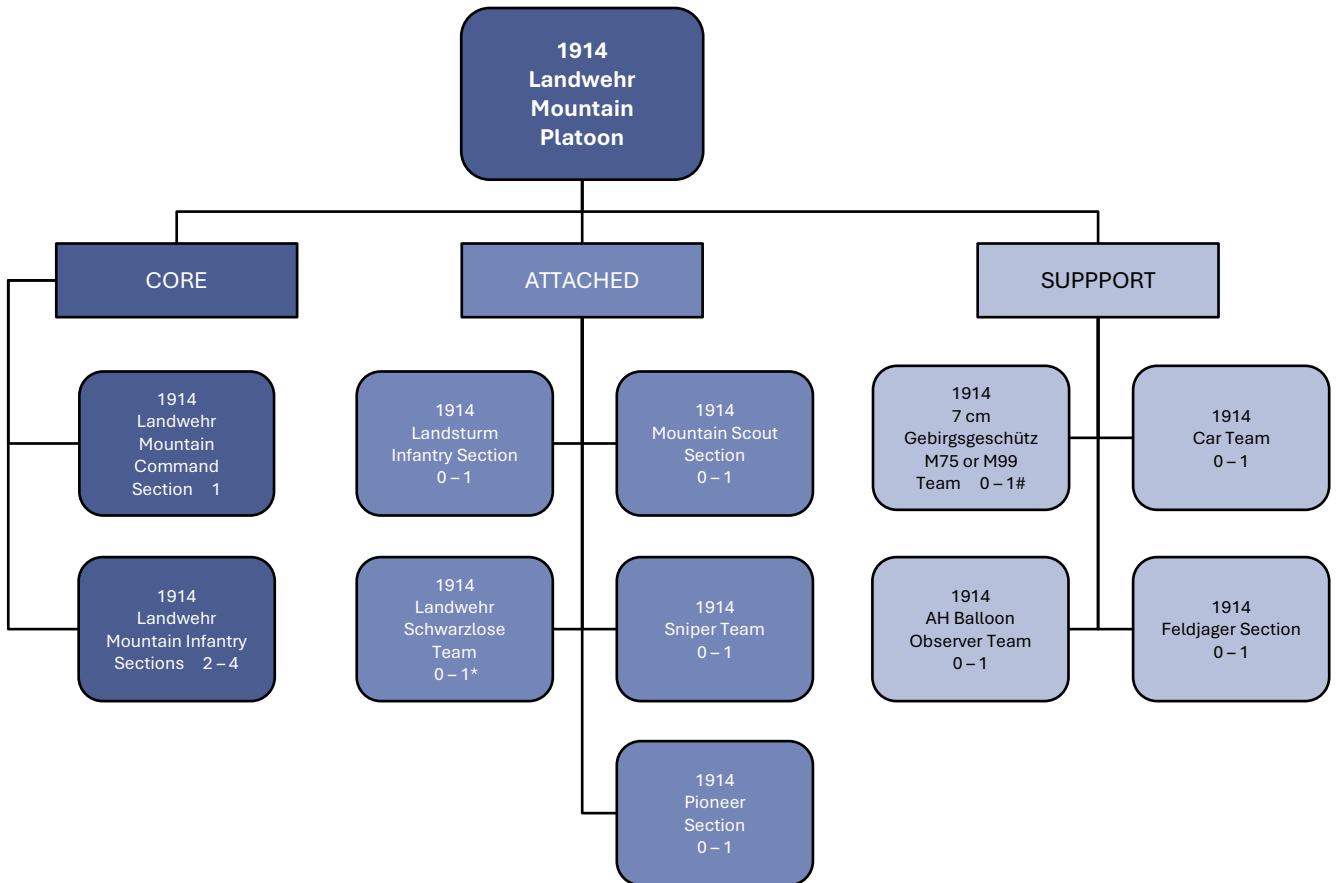 1914
Landwehr
Mountain
Platoon
CORE
ATTACHED
SUPPPORT
1914
Landwehr
Mountain
Command
Section 1
1914
Landwehr
Mountain Infantry
Sections 2 – 4
1914
Landsturm
Infantry Section
0 – 1
1914
Mountain Scout
Section
0 – 1
1914
Landwehr
Schwarzlose
Team
0 – 1*
1914
Sniper Team
0 – 1
1914
Pioneer
Section
0 – 1
1914
7 cm
Gebirgsgeschütz
M75 or M99
Team 0 – 1#
1914
Car Team
0 – 1
1914
AH Balloon
Observer Team
0 – 1
1914
Feldjager Section
0 – 1